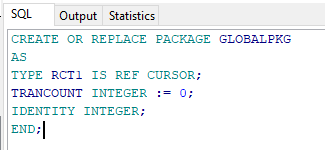 SQL Output Statistics
CREATE OR REPLACE PACKAGE GLOBALPKG
AS
TYPE RCT1 IS REF CURSOR;
TRANCOUNT INTEGER := 0;
IDENTITY INTEGER;
END;